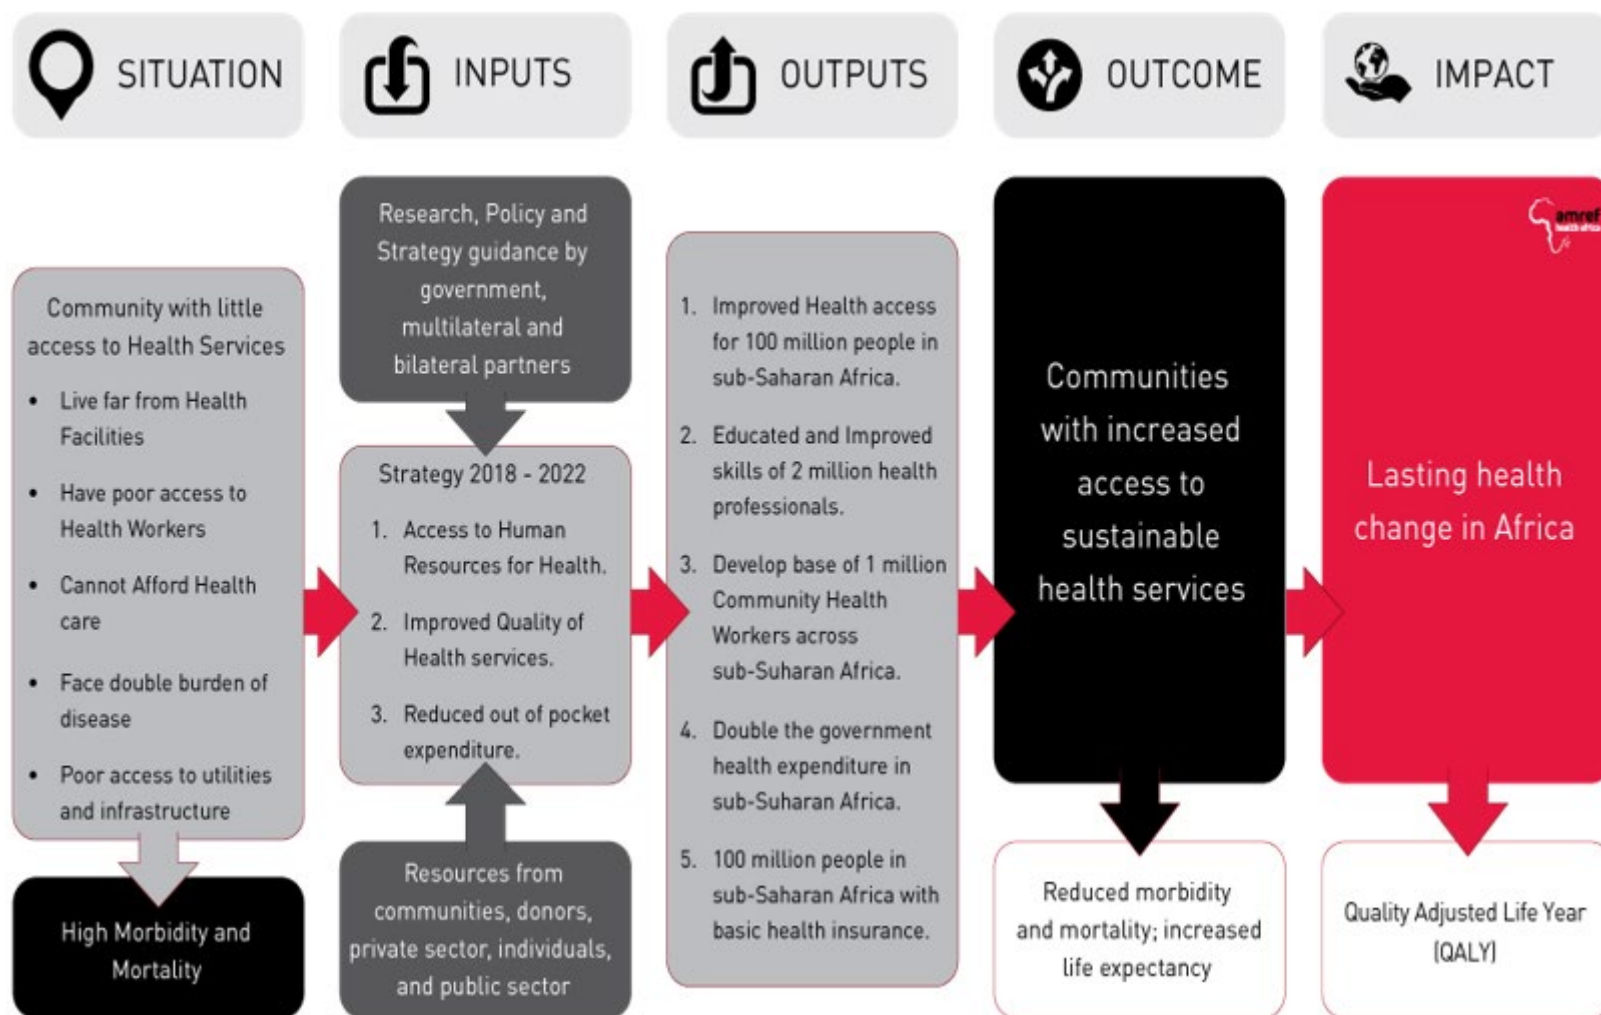 SITUATION
INPUTS
OUTPUTS
OUTCOME
IMPACT
Community with little
access to Health Services
• Live far from Health
Facilities
• Have poor access to
Health Workers
• Cannot Afford Health
care
• Face double burden of
disease
• Poor access to utilities
and infrastructure
High Morbidity and
Mortality
Research, Policy and
Strategy guidance by
government,
multilateral and
bilateral partners
Strategy 2018 - 2022
1. Access to Human
Resources for Health.
2. Improved Quality of
Health services.
3. Reduced out of pocket
expenditure.
Resources from
communities, donors,
private sector, individuals,
and public sector
1. Improved Health access
for 100 million people in
sub-Saharan Africa.
2. Educated and Improved
skills of 2 million health
professionals.
3. Develop base of 1 million
Community Health
Workers across
sub-Suharan Africa.
4. Double the government
health expenditure in
sub-Suharan Africa.
5. 100 million people in
sub-Saharan Africa with
basic health insurance.
Communities
with increased
access to
sustainable
health services
Reduced morbidity
and mortality; increased
life expectancy
amref
health africa
Lasting health
change in Africa
Quality Adjusted Life Year
(QALY)